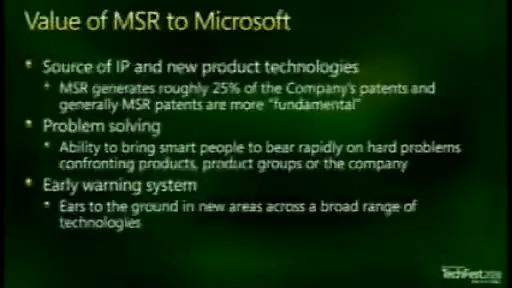 Value of MSR to Microsoft
* Source of IP and new product technologies
* MSR generates roughly 25% of the Company's patents and
generally MSR patents are more "fundamental"
* Problem solving
* Ability to bring smart people to bear rapidly on hard problems
confronting products, product groups or the company
* Early warning system
* Ears to the ground in new areas across a broad range of
technologies
TechFest